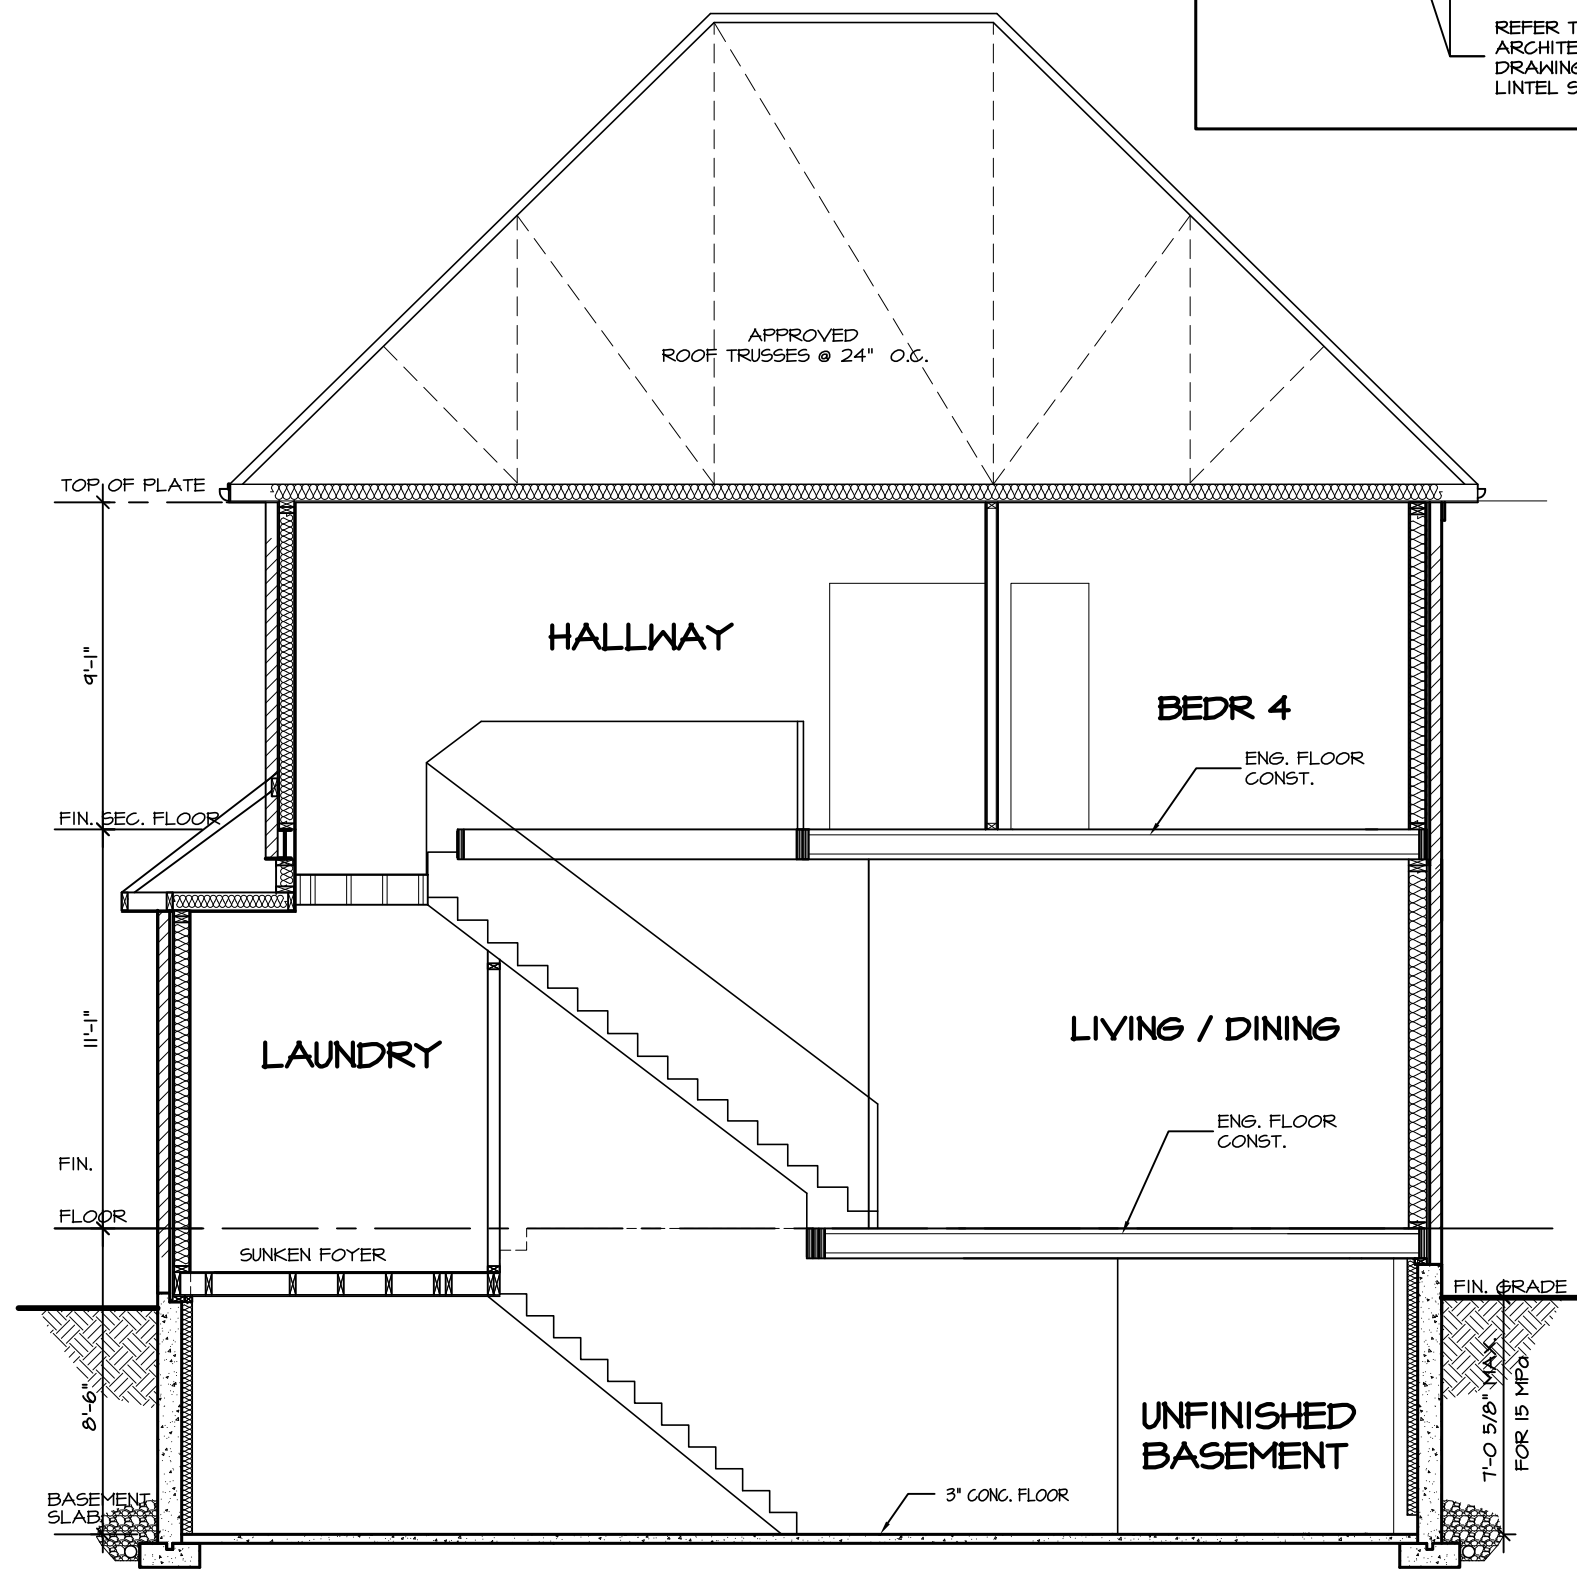 REFER T
ARCHITE
DRAWING
LINTEL S
APPROVED
ROOF TRUSSES @ 24" O.C.
TOP OF PLATE
9'-1"
HALLWAY
BEDR 4
ENG. FLOOR
CONST.
FIN. SEC. FLOOR
11'-1"
LAUNDRY
LIVING / DINING
ENG. FLOOR
CONST.
FIN.
FLOOR
SUNKEN FOYER
FIN. GRADE
8'-6"
7'-0 5/8" MAX.
FOR 15 MPa
UNFINISHED
BASEMENT
BASEMENT
SLAB
3" CONC. FLOOR